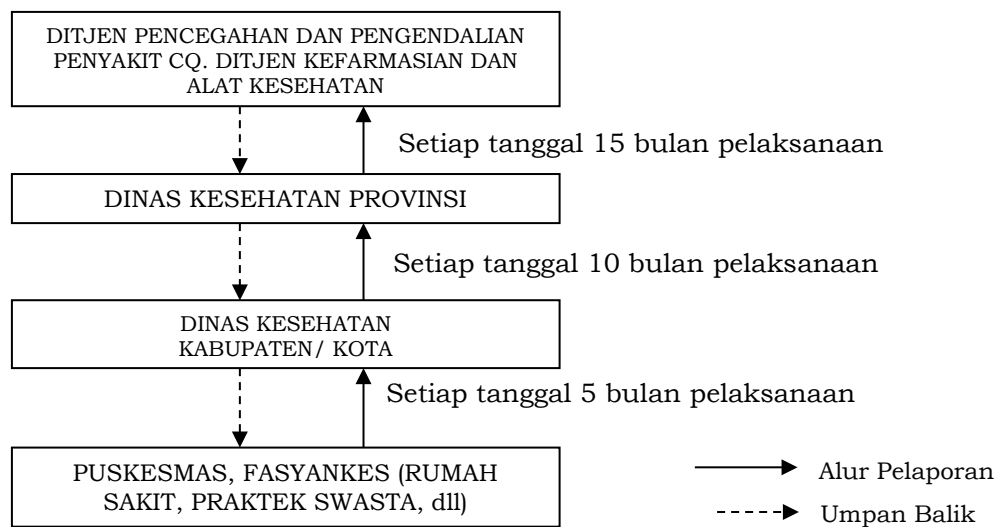 DITJEN PENCEGAHAN DAN PENGENDALIAN
PENYAKIT CQ. DITJEN KEFARMASIAN DAN
ALAT KESEHATAN
Setiap tanggal 15 bulan pelaksanaan
DINAS KESEHATAN PROVINSI
Setiap tanggal 10 bulan pelaksanaan
DINAS KESEHATAN
KABUPATEN/ KOTA
Setiap tanggal 5 bulan pelaksanaan
PUSKESMAS, FASYANKES (RUMAH
SAKIT, PRAKTEK SWASTA, dll)
Alur Pelaporan
Umpan Balik